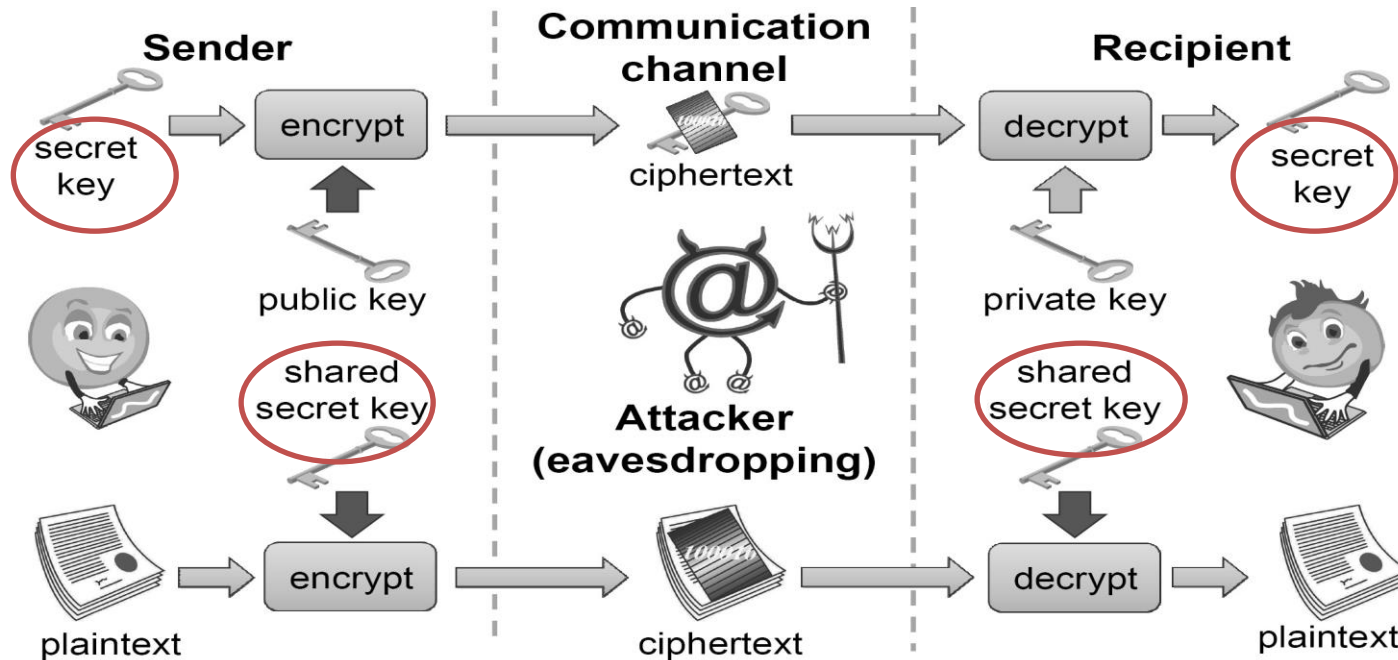 Sender
Communication
channel
Recipient
secret
key
encrypt
ciphertext
decrypt
secret
key
public key
private key
shared
secret key
@
@
@
@
@
shared
secret key
Attacker
(eavesdropping)
plaintext
encrypt
ciphertext
decrypt
plaintext